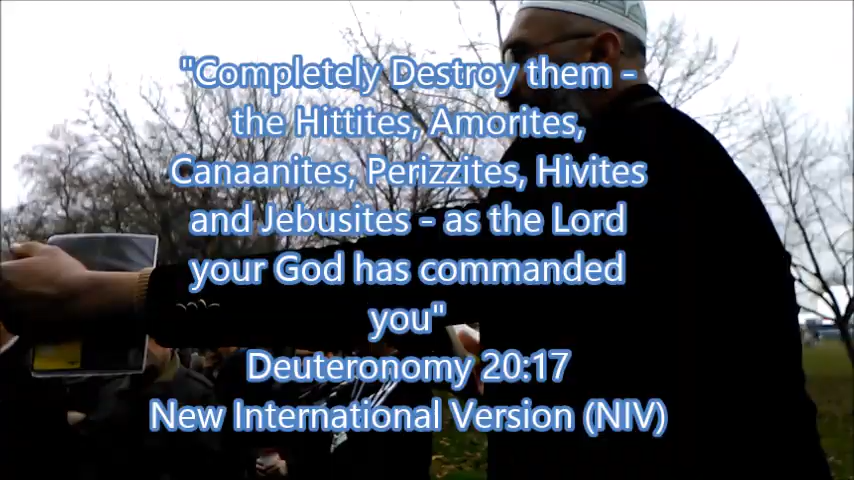 "Completely Destroy them -
the Hittites, Amorites,
Canaanites, Perizzites, Hivites
and Jebusites - as the Lord
your God has commanded
you"
Deuteronomy 20:17
New International Version (NIV)